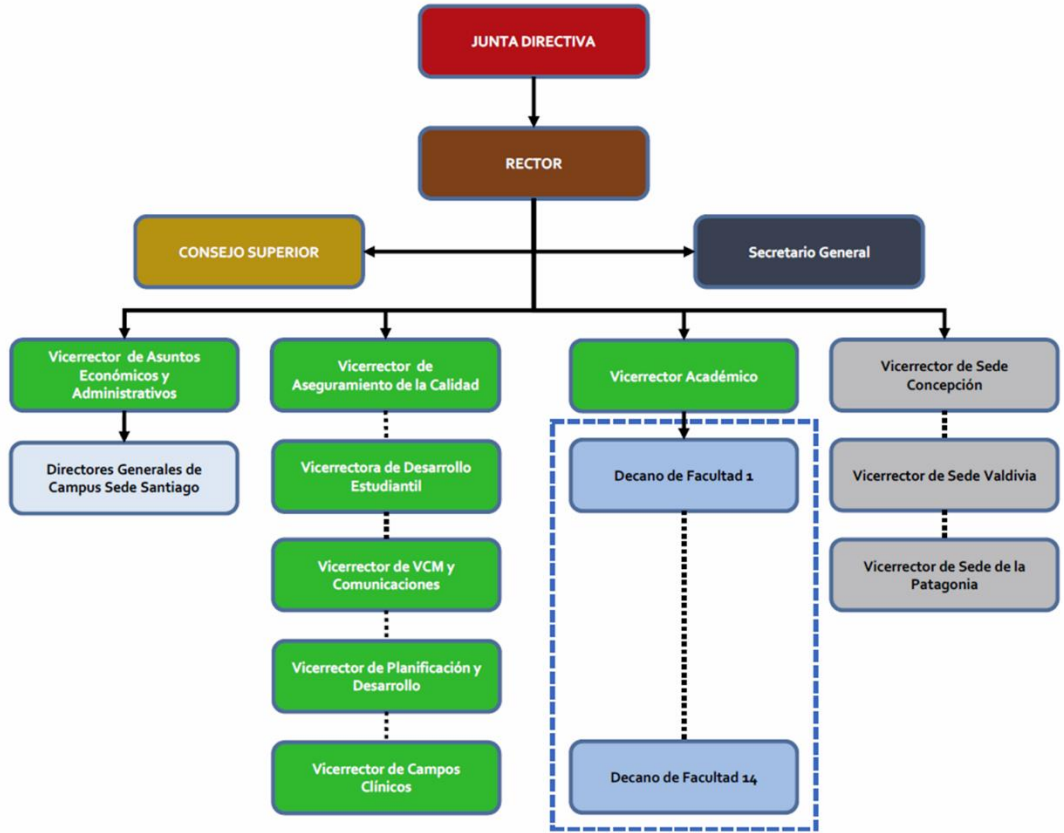 JUNTA DIRECTIVA
RECTOR
CONSEJO SUPERIOR
Secretario General
Vicerrector de Asuntos
Económicos y
Administrativos
Vicerrector de
Aseguramiento de la Calidad
Vicerrector Académico
Vicerrector de Sede
Concepción
Directores Generales de
Campus Sede Santiago
Vicerrectora de Desarrollo
Estudiantil
Decano de Facultad 1
Vicerrector de Sede Valdivia
Vicerrector de VCM y
Comunicaciones
Vicerrector de Sede de la
Patagonia
Vicerrector de Planificación y
Desarrollo
Vicerrector de Campos
Clínicos
Decano de Facultad 14